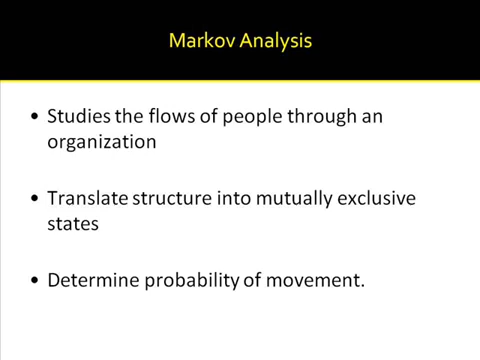 Markov Analysis
• Studies the flows of people through an
organization
• Translate structure into mutually exclusive
states
• Determine probability of movement.